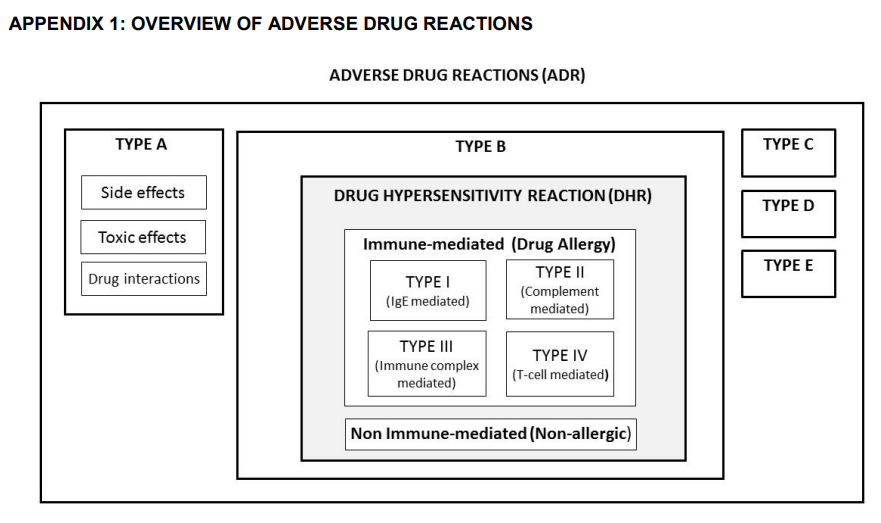 APPENDIX 1: OVERVIEW OF ADVERSE DRUG REACTIONS
ADVERSE DRUG REACTIONS (ADR)
TYPE A
Side effects
Toxic effects
Drug interactions
TYPE B
DRUG HYPERSENSITIVITY REACTION (DHR)
Immune-mediated (Drug Allergy)
TYPE I
(IgE mediated)
TYPE II
(Complement
mediated)
TYPE III
(Immune complex
mediated)
TYPE IV
(T-cell mediated)
Non Immune-mediated (Non-allergic)
TYPE C
TYPE D
TYPE E